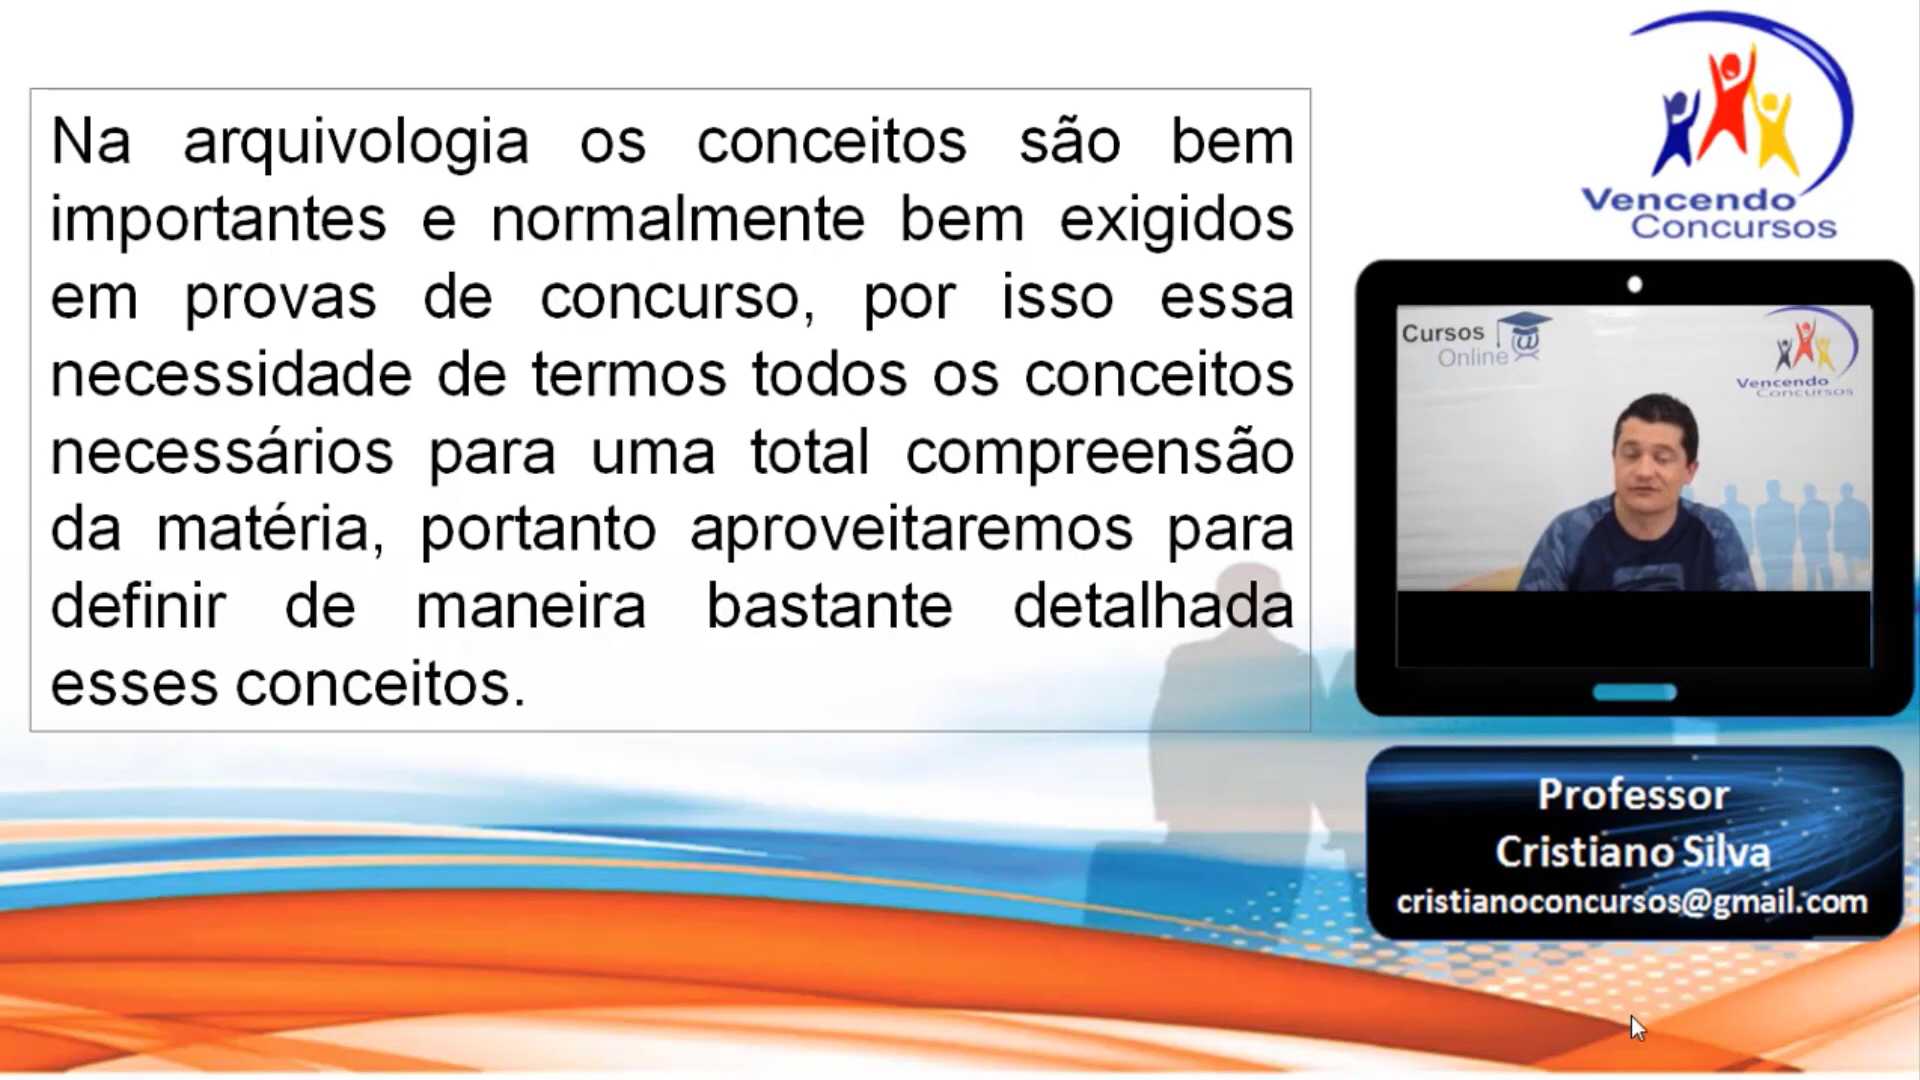 Na arquivologia os conceitos são bem
importantes e normalmente bem exigidos
em provas de concurso, por isso essa
necessidade de termos todos os conceitos
necessários para uma total compreensão
da matéria, portanto aproveitaremos para
definir de maneira bastante detalhada
esses conceitos.
Vencendo
Concursos
Cursos
Online
Vencendo
Concursos
Professor
Cristiano Silva
cristianoconcursos@gmail.com